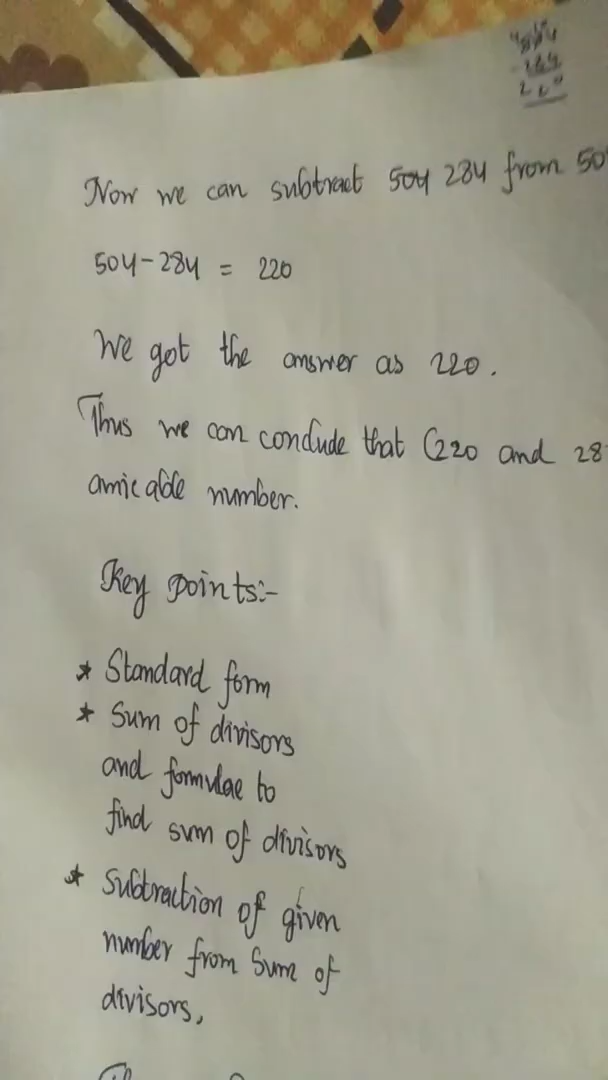 Now we can subtract 284 from 50
504-284 = 220
We got the answer as 220.
Thus we can conclude that (220 and 28
amicable number.
Key points:-
* Standard form
* Sum of divisors
and formulae to
find sum of divisors
* Subtraction of given
number from Sum of
divisors,